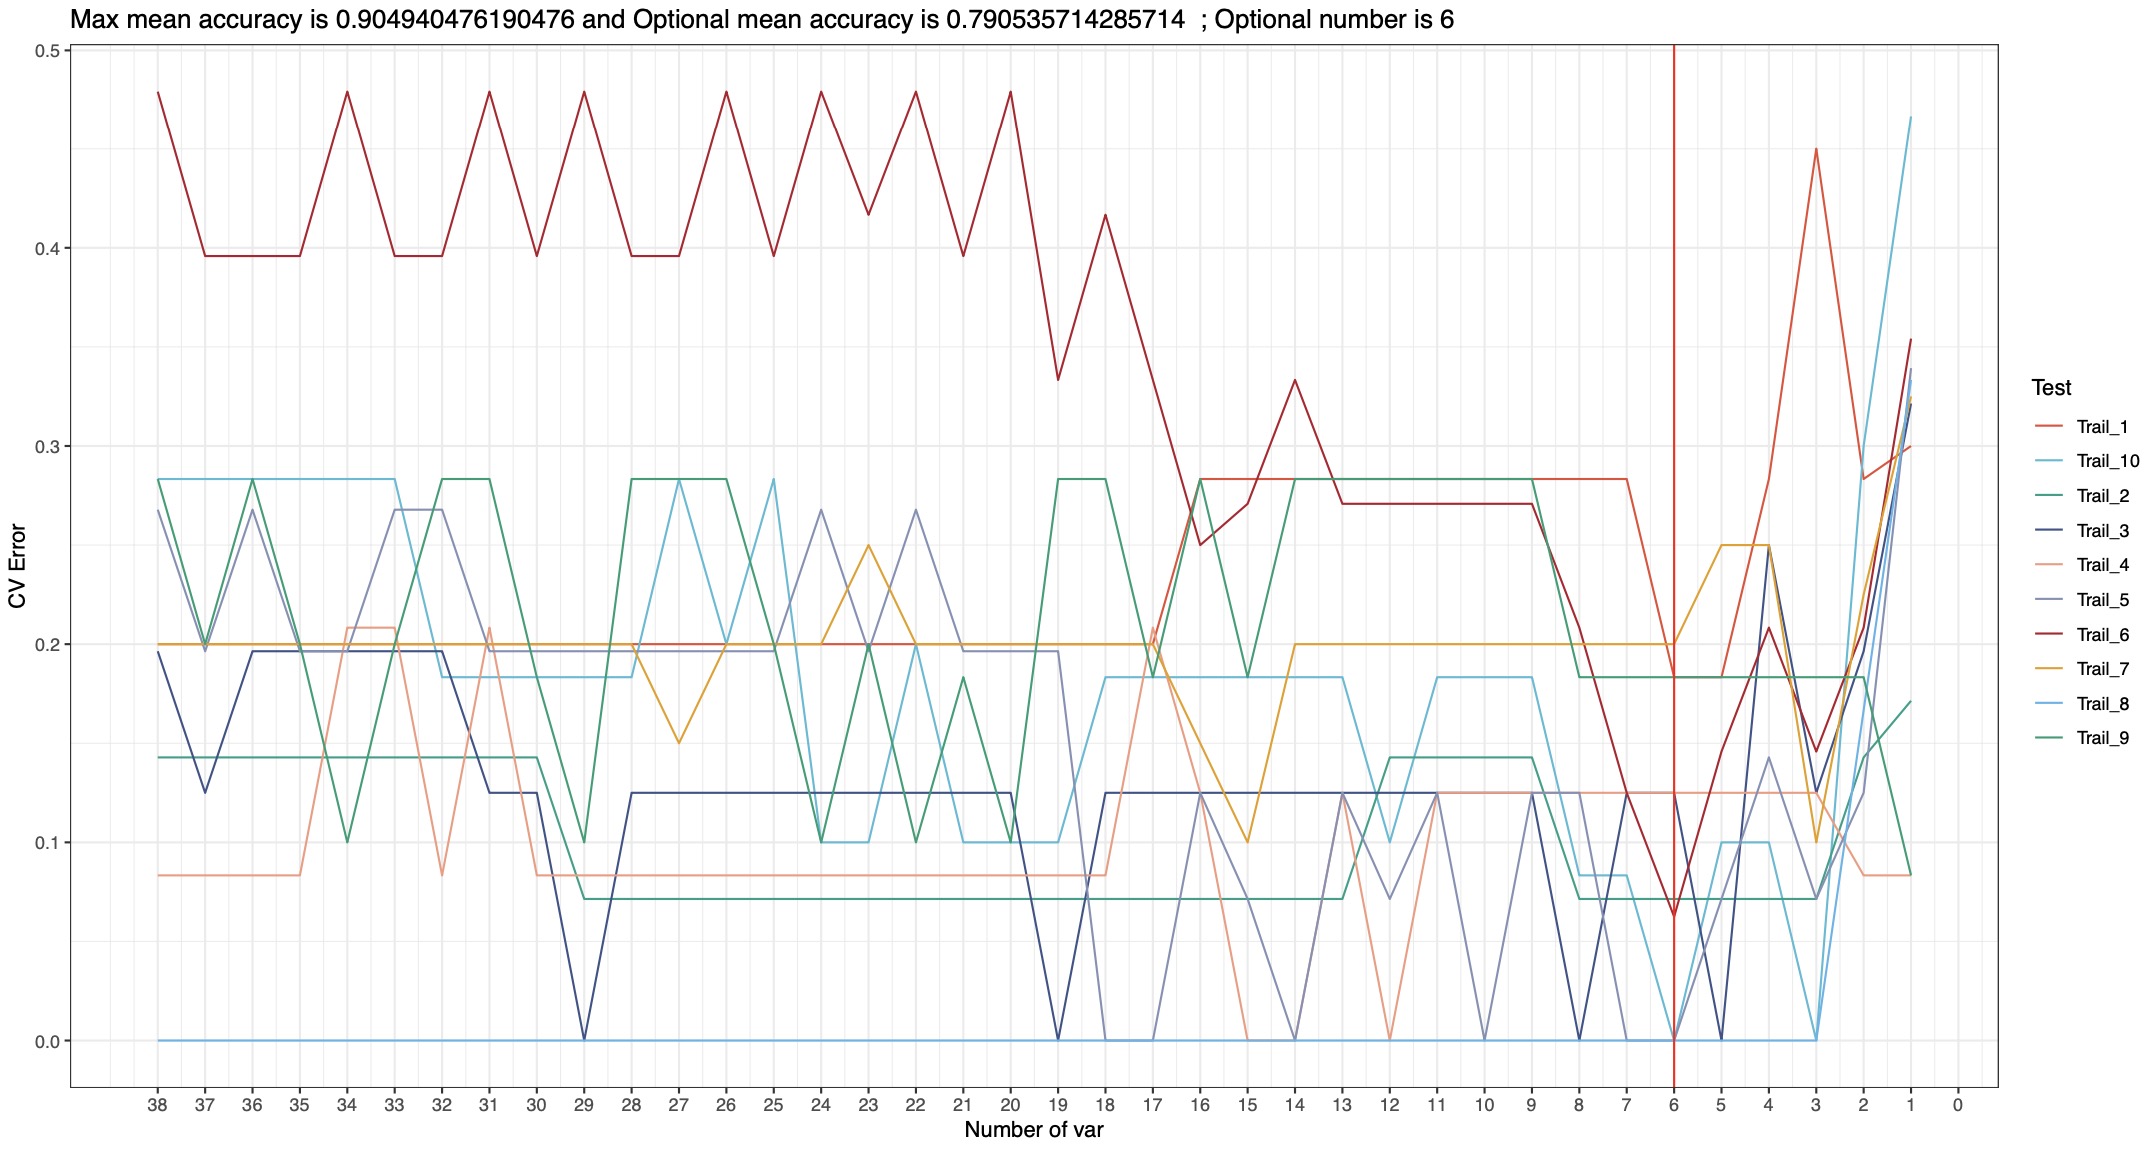 Max mean accuracy is 0.904940476190476 and Optional mean accuracy is 0.790535714285714  ; Optional number is 6
0.5
0.4
0.3
0.2
0.1
0.0
CV Error
38 37 36 35 34 33 32 31 30 29 28 27 26 25 24 23 22 21 20 19 18 17 16 15 14 13 12 11 10 9 8 7 6 5 4 3 2 1 0
Number of var
Test
Trail_1
Trail_10
Trail_2
Trail_3
Trail_4
Trail_5
Trail_6
Trail_7
Trail_8
Trail_9